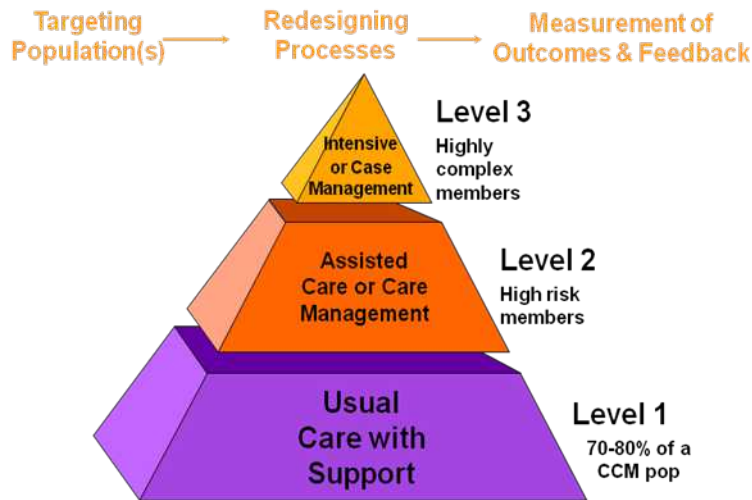 Targeting
Population(s)
Redesigning
Processes
Measurement of
Outcomes & Feedback
Intensive
or Case
Management
Level 3
Highly
complex
members
Assisted
Care or Care
Management
Level 2
High risk
members
Usual
Care with
Support
Level 1
70-80% of a
CCM pop